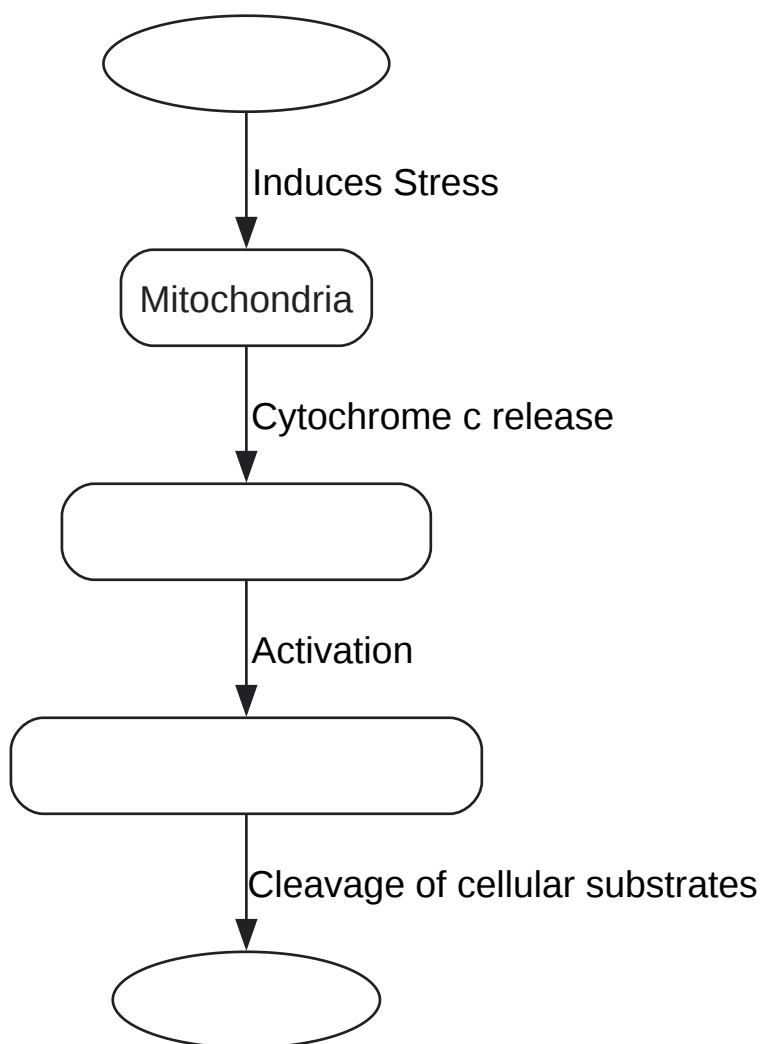 Induces Stress
Mitochondria
Cytochrome c release
Activation
Cleavage of cellular substrates